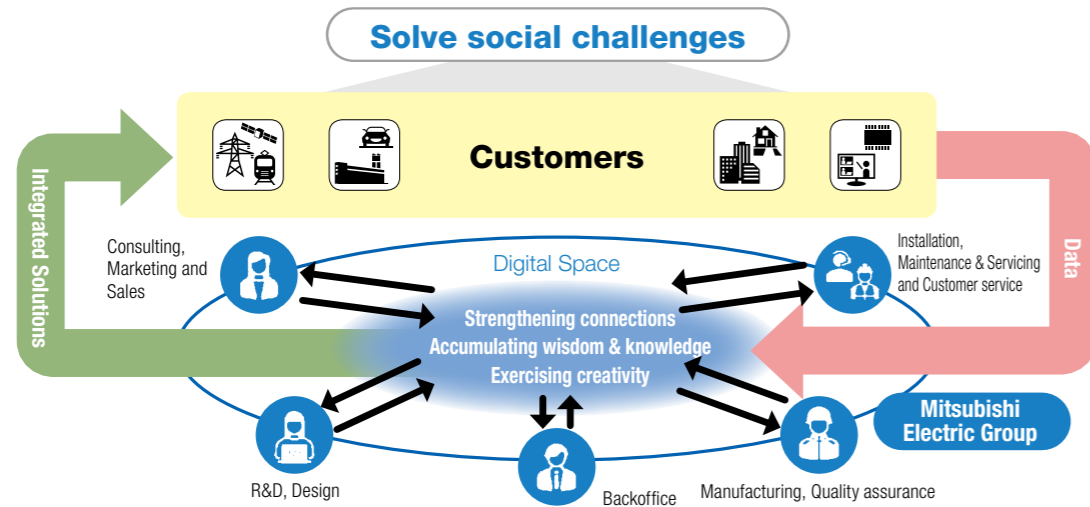 Solve social challenges
Customers
Integrated Solutions
Data
Consulting,
Marketing and
Sales
Digital Space
Installation,
Maintenance & Servicing
and Customer service
Strengthening connections
Accumulating wisdom & knowledge
Exercising creativity
Mitsubishi
Electric Group
R&D, Design
Backoffice
Manufacturing, Quality assurance